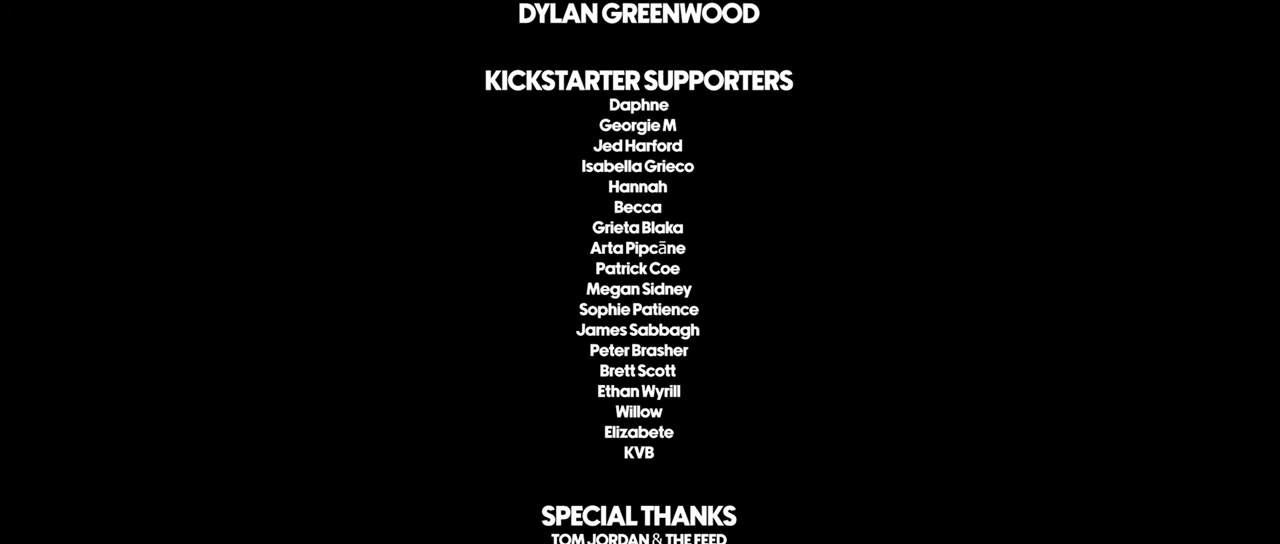 DYLAN GREENWOOD
KICKSTARTER SUPPORTERS
Daphne
Georgie M
Jed Harford
Isabella Grieco
Hannah
Becca
Grieta Blaka
Arta Pipcāne
Patrick Coe
Megan Sidney
Sophie Patience
James Sabbagh
Peter Brasher
Brett Scott
Ethan Wyrill
Willow
Elizabete
KVB
SPECIAL THANKS
TOM JORDAN & THE FEED